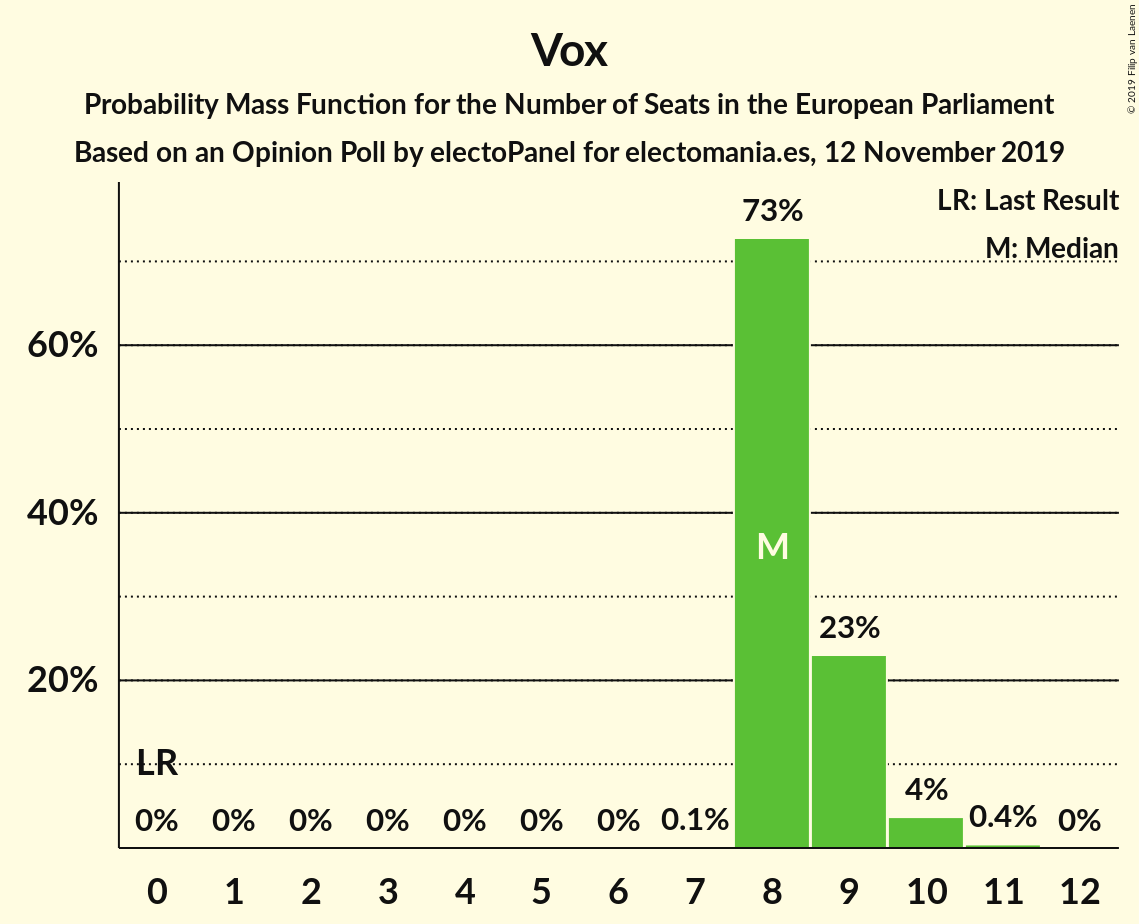 Vox
Probability Mass Function for the Number of Seats in the European Parliament
Based on an Opinion Poll by electoPanel for electomania.es, 12 November 2019
© 2019 Filip van Laenen
LR: Last Result
M: Median
73%
60%
40%
M
23%
20%
LR
4%
0% 0% 0% 0% 0% 0% 0% 0.1% 0.4% 0%
0 1 2 3 4 5 6 7 8 9 10 11 12